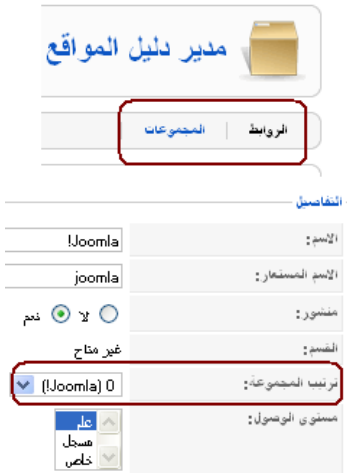 مدير دليل المواقع
الروابط | المجموعات
التفاصيل
الاسم: Joomla!
الاسم المستعار: joomla
منشور: لا نعم
القسم: غير متاح
ترتيب المجموعة: 0 (Joomla!)
مستوى الوصول: عام
مسجل
خاص